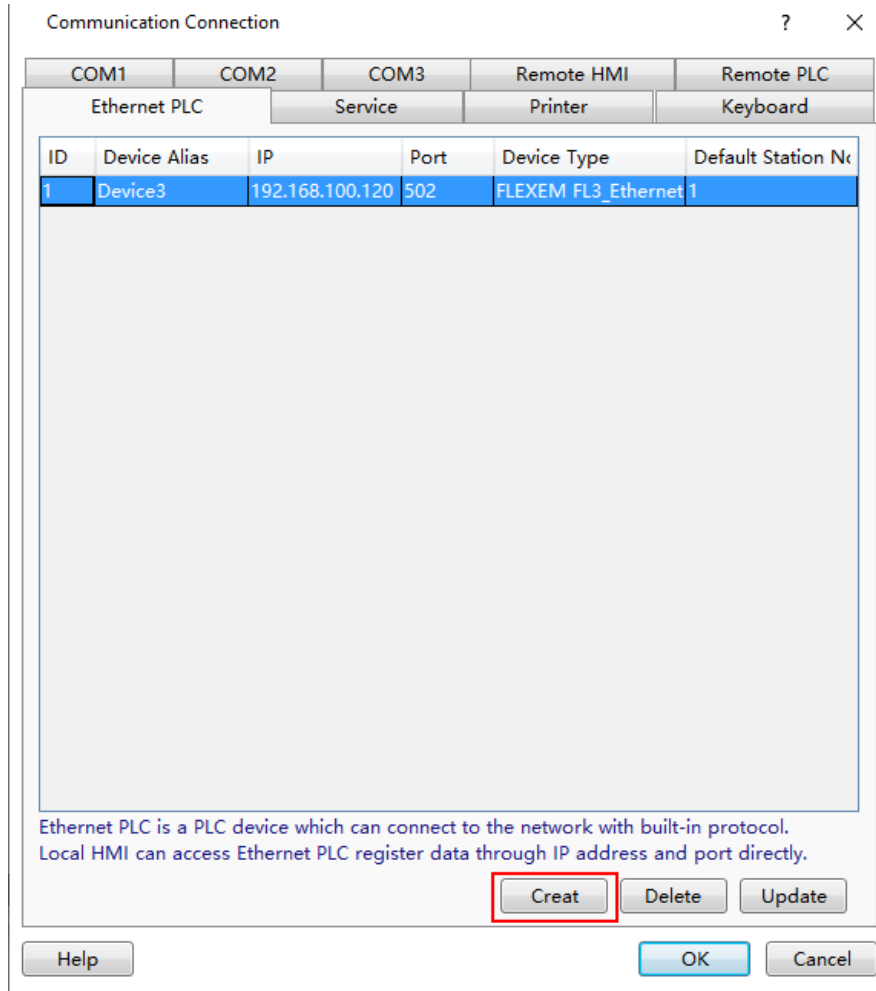 Communication Connection ? ×
COM1 COM2 COM3 Remote HMI Remote PLC
Ethernet PLC Service Printer Keyboard
ID Device Alias IP Port Device Type Default Station No
1 Device3 192.168.100.120 502 FLEXEM FL3_Ethernet 1
Ethernet PLC is a PLC device which can connect to the network with built-in protocol.
Local HMI can access Ethernet PLC register data through IP address and port directly.
Creat Delete Update
Help OK Cancel